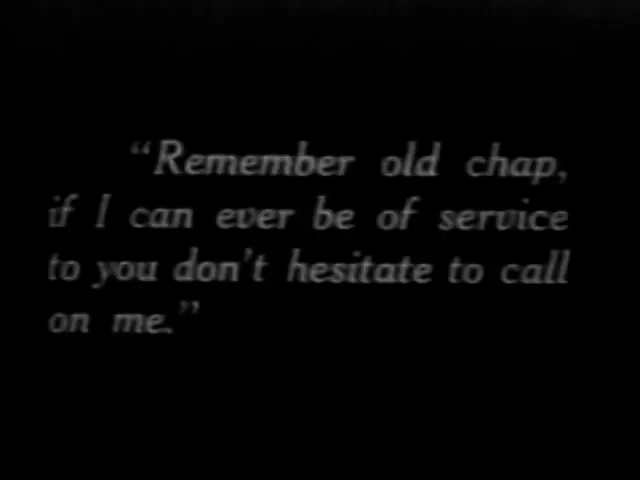 "Remember old chap,
if I can ever be of service
to you don't hesitate to call
on me."